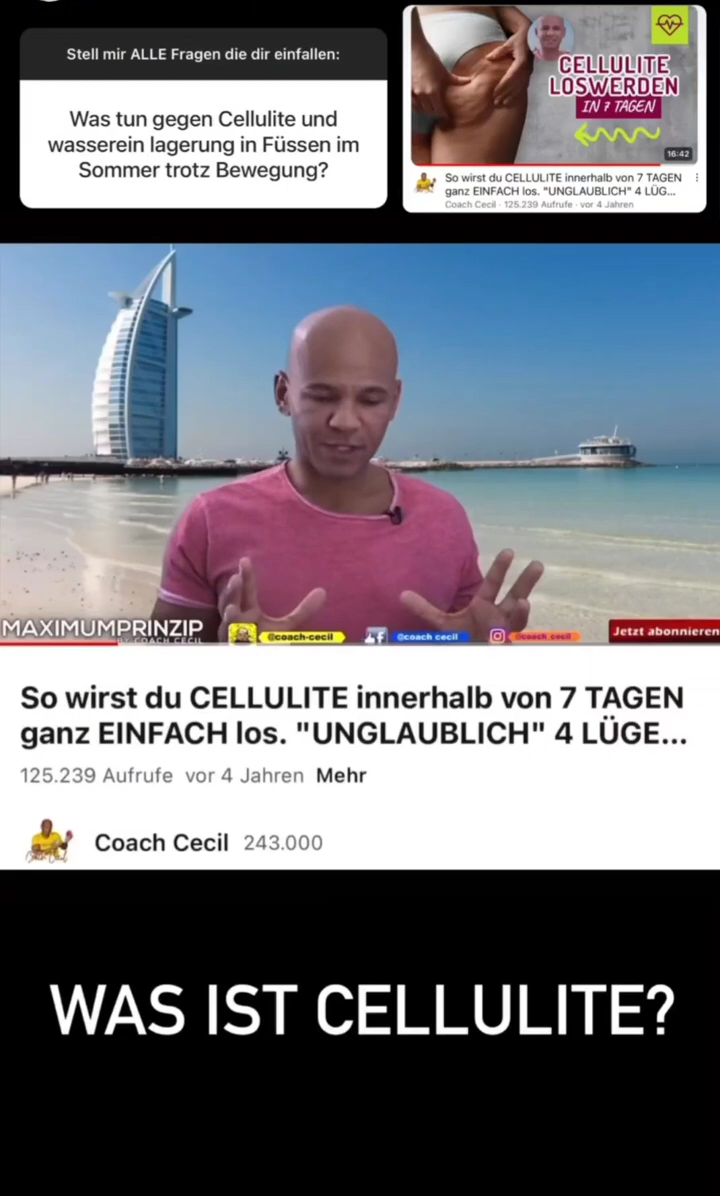 Stell mir ALLE Fragen die dir einfallen:
Was tun gegen Cellulite und
wasserein lagerung in Füssen im
Sommer trotz Bewegung?
CELLULITE
LOSWERDEN
IN 7 TAGEN
16:42
So wirst du CELLULITE innerhalb von 7 TAGEN
ganz EINFACH los. "UNGLAUBLICH" 4 LÜG...
Coach Cecil · 125.239 Aufrufe · vor 4 Jahren
MAXIMUMPRINZIP
BY COACH CECIL
@coach-cecil
@coach cecil
@coach_cecil
Jetzt abonnieren
So wirst du CELLULITE innerhalb von 7 TAGEN
ganz EINFACH los. "UNGLAUBLICH" 4 LÜGE...
125.239 Aufrufe vor 4 Jahren Mehr
Coach Cecil 243.000
WAS IST CELLULITE?